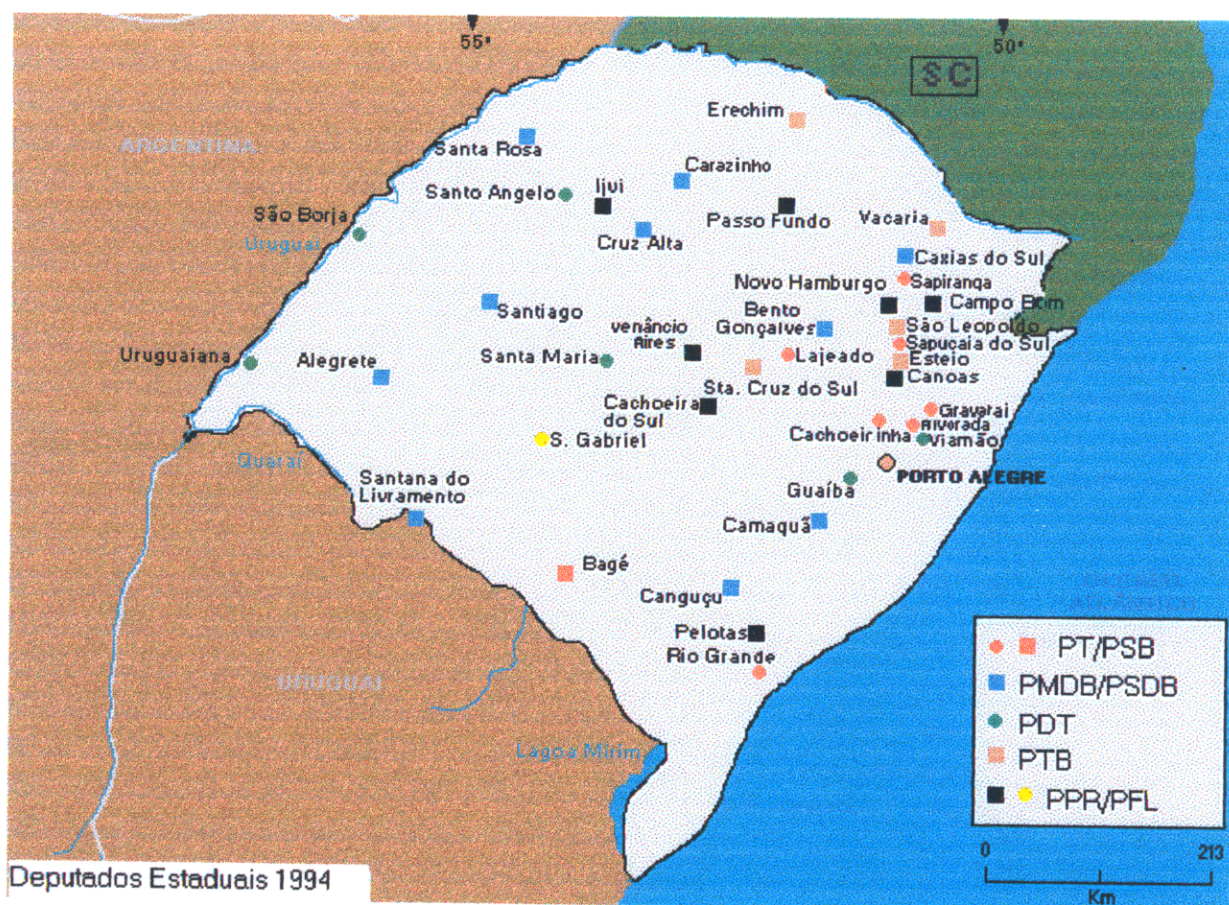 55°
50°
SC
Erechim
ARGENTINA
Santa Rosa
Carazinho
Santo Angelo
Ijui
São Borja
Passo Fundo
Vacaria
Uruguai
Cruz Alta
Caxias do Sul
Novo Hamburgo
Sapiranga
Campo Bom
Santiago
Bento
Gonçalves
venâncio
Aires
São Leopoldo
Sapucaia do Sul
Uruguaiana
Alegrete
Santa Maria
Lajeado
Esteio
Canoas
Sta. Cruz do Sul
Cachoeira
do Sul
Gravatai
Alvorada
S. Gabriel
Cachoeirinha
Viamão
Quaraí
PORTO ALEGRE
Santana do
Livramento
Guaíba
Camaquã
Bagé
Canguçu
Pelotas
Rio Grande
PT/PSB
URUGUAI
PMDB/PSDB
PDT
Lagoa Mirim
PTB
PPR/PFL
0
213
Km
Deputados Estaduais 1994